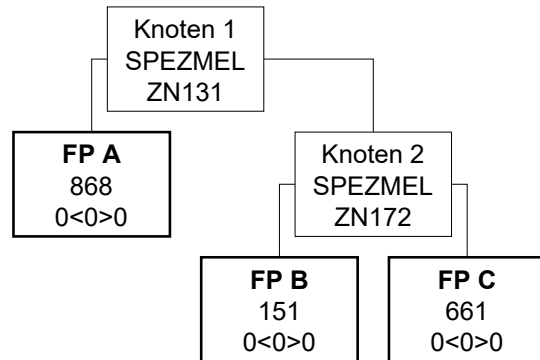 Knoten 1
SPEZMEL
ZN131
FP A
868
0<0>0
Knoten 2
SPEZMEL
ZN172
FP B
151
0<0>0
FP C
661
0<0>0